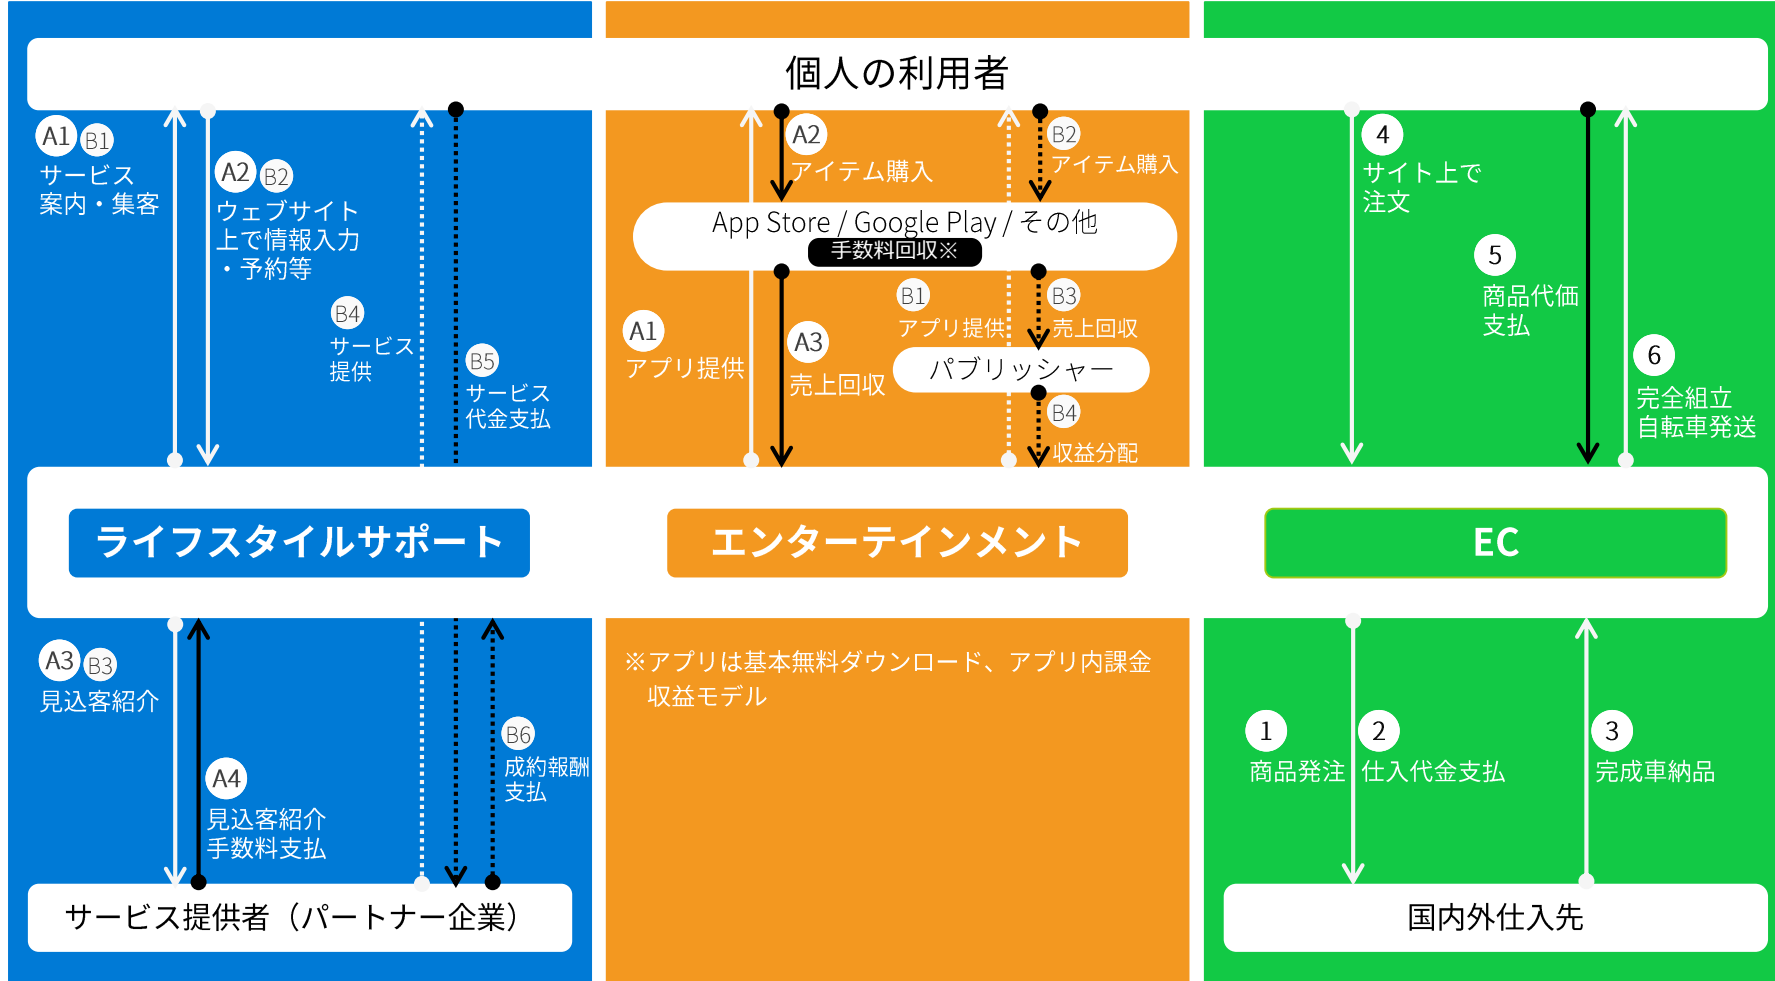 個人の利用者
A1 B1
サービス
案内・集客
A2 B2
ウェブサイト
上で情報入力
・予約等
B4
サービス
提供
B5
サービス
代金支払
A2
アイテム購入
B2
アイテム購入
App Store / Google Play / その他
手数料回収※
A1
アプリ提供
A3
売上回収
B1
アプリ提供
B3
売上回収
パブリッシャー
B4
収益分配
4
サイト上で
注文
5
商品代価
支払
6
完全組立
自転車発送
ライフスタイルサポート
エンターテインメント
EC
A3 B3
見込客紹介
A4
見込客紹介
手数料支払
B6
成約報酬
支払
サービス提供者（パートナー企業）
※アプリは基本無料ダウンロード、アプリ内課金
収益モデル
1
商品発注
2
仕入代金支払
3
完成車納品
国内外仕入先